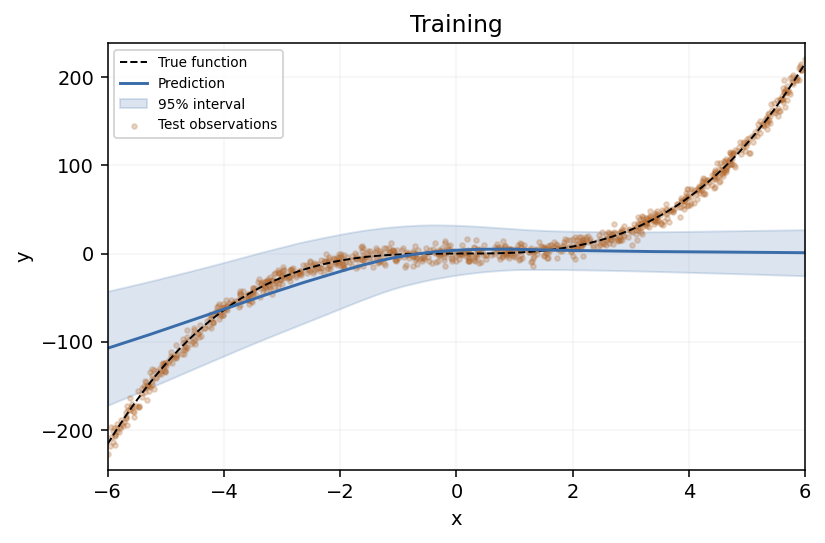 Training
True function
Prediction
95% interval
Test observations
200
100
0
−100
−200
y
−6
−4
−2
0
2
4
6
x